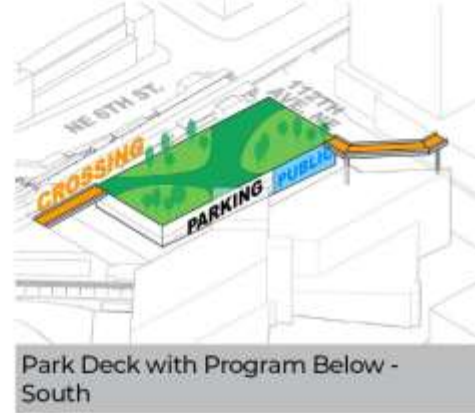 NE 6TH ST.
112TH
AVE NE
CROSSING
PARKING
PUBLIC
Park Deck with Program Below -
South